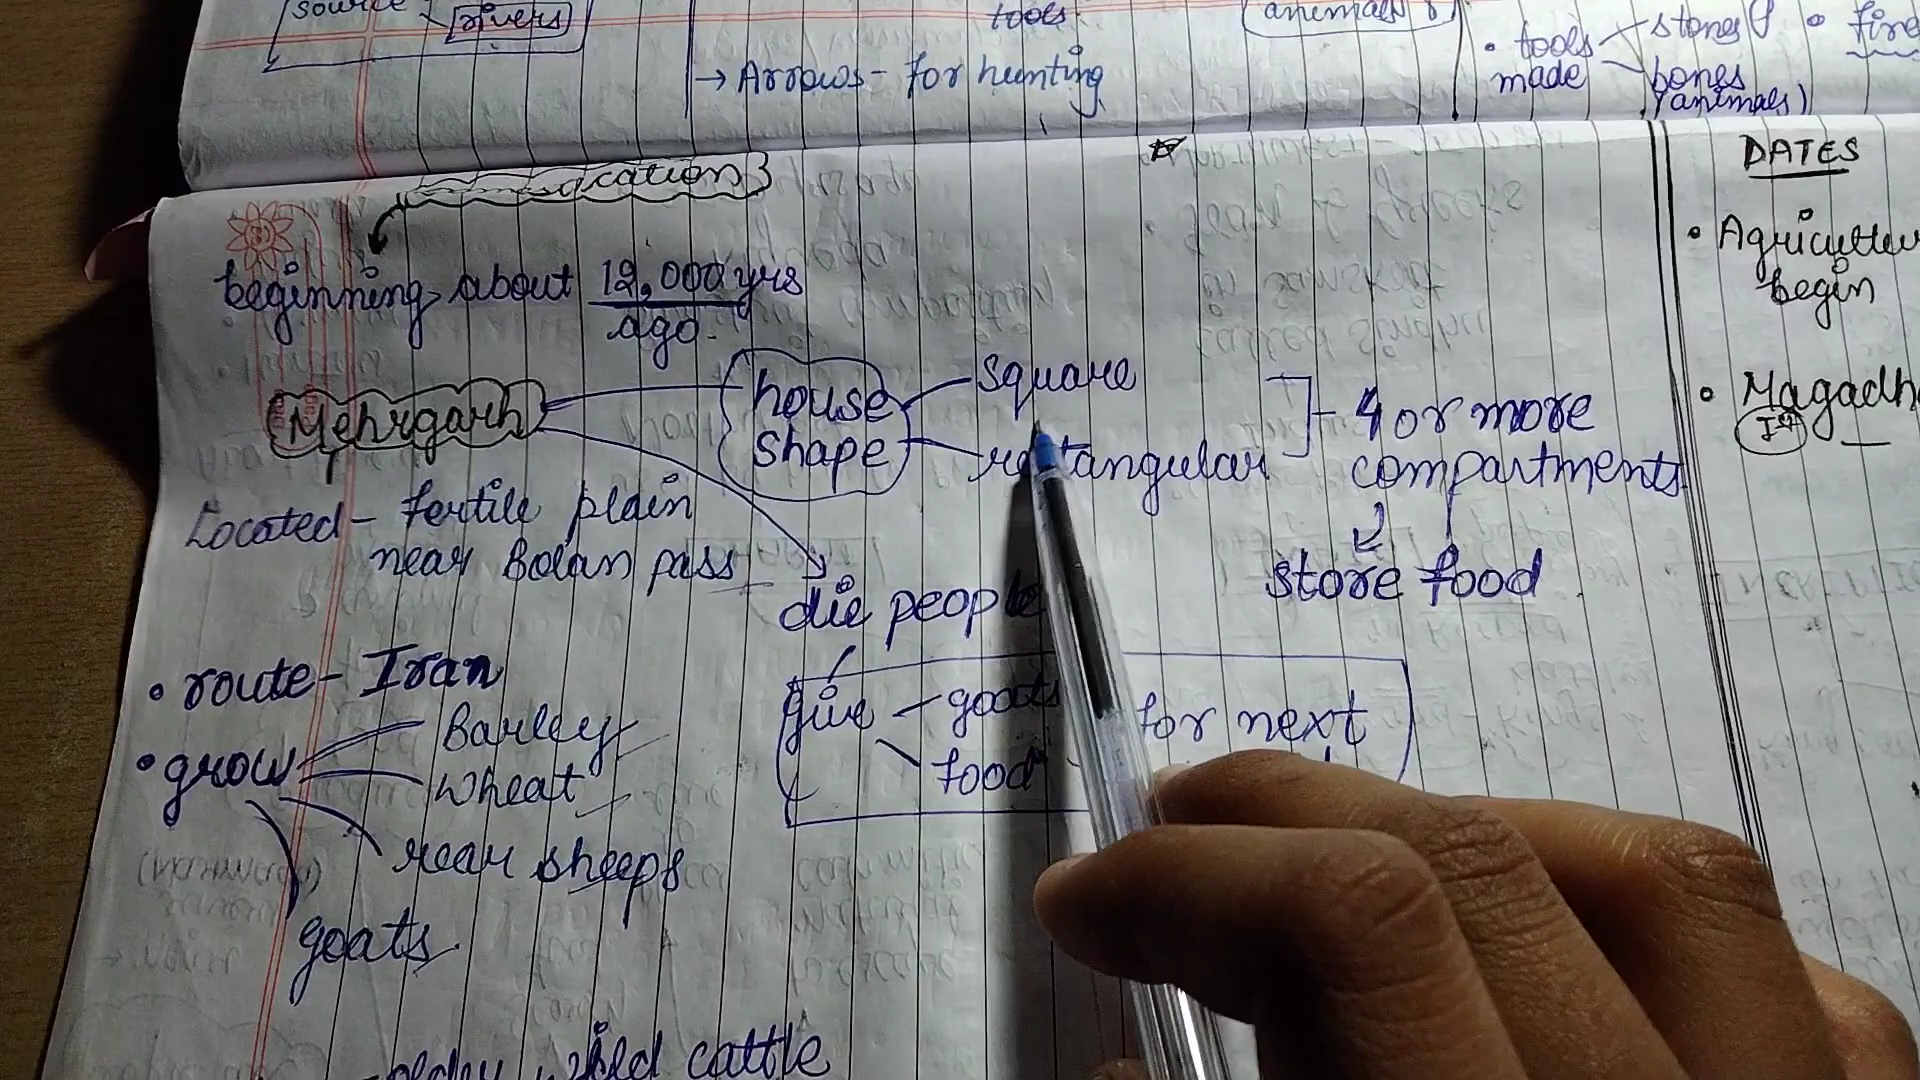 source - rivers
tools
animals
→ Arrows - for hunting
• tools made
stones
bones (animals)
• fire
beginning about 12,000 yrs ago.
Mehrgarh
house shape
square
rectangular
4 or more compartments
store food
Located - fertile plain
near Bolan pass
die people
give - goats
food
for next
• route - Iran
• grow
Barley
wheat
rear sheeps
goats
wild cattle
DATES
• Agricultu
begin
• Magadh
Ist